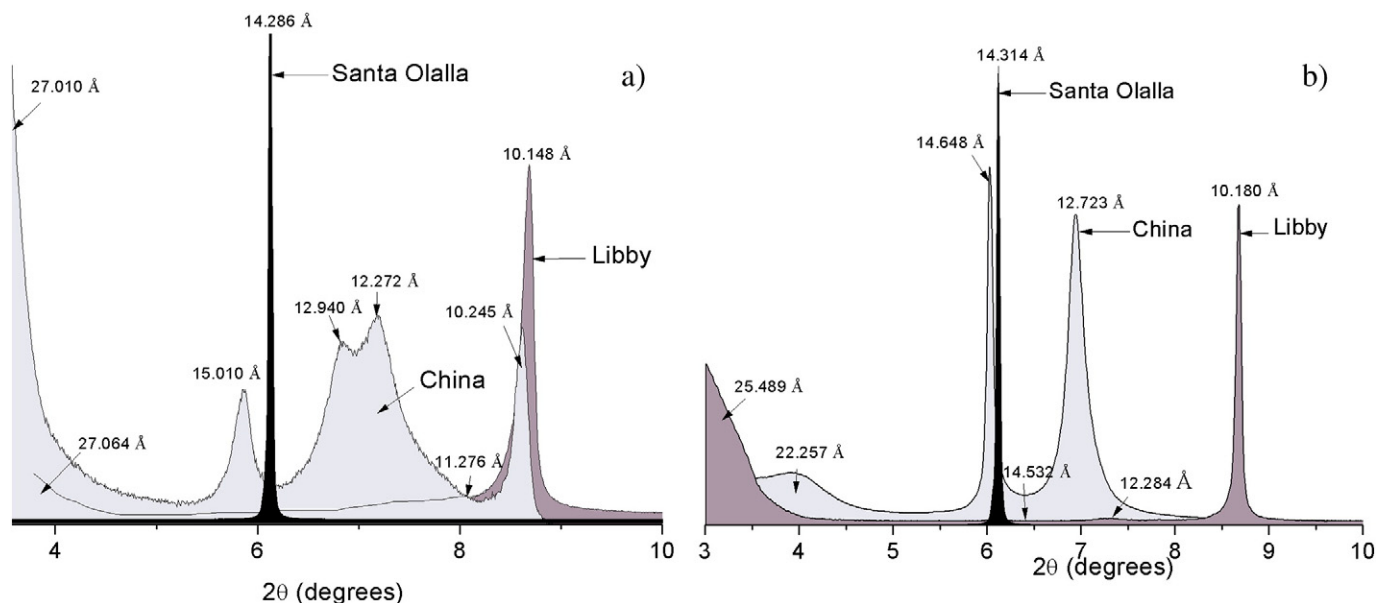 14.286 Å
Santa Olalla
a)
27.010 Å
10.148 Å
Libby
12.272 Å
12.940 Å
10.245 Å
15.010 Å
China
27.064 Å
11.276 Å
4 6 8 10
2θ (degrees)
14.314 Å
b)
Santa Olalla
14.648 Å
10.180 Å
12.723 Å
China
Libby
25.489 Å
22.257 Å
14.532 Å
12.284 Å
3 4 5 6 7 8 9 10
2θ (degrees)